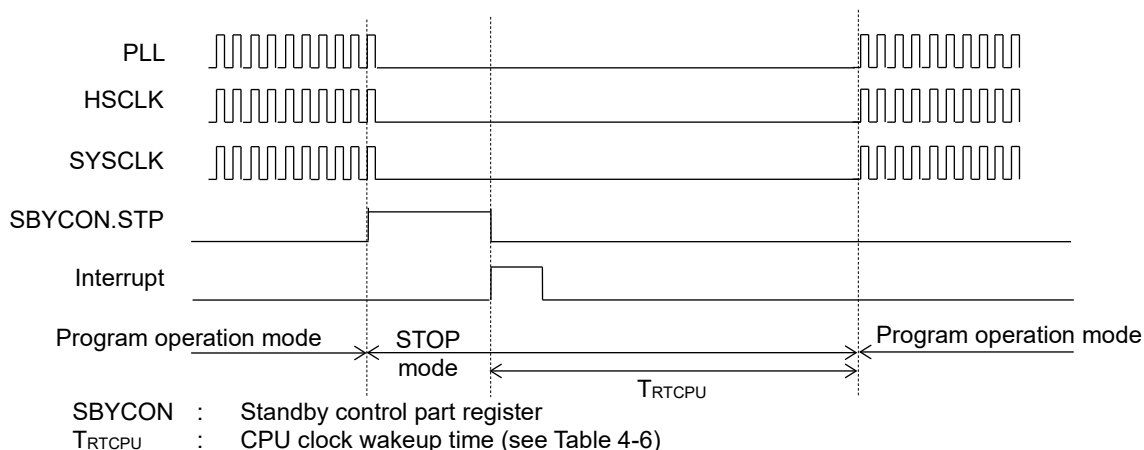 PLL
HSCLK
SYSCLK
SBYCON.STP
Interrupt
Program operation mode
STOP
mode
Program operation mode
TRTCPU
SBYCON : Standby control part register
TRTCPU : CPU clock wakeup time (see Table 4-6)